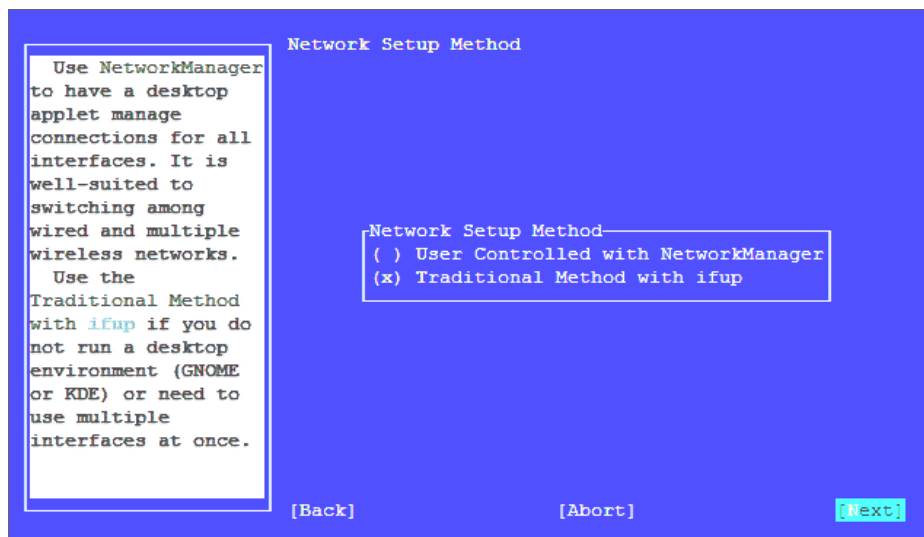 Network Setup Method
Use NetworkManager
to have a desktop
applet manage
connections for all
interfaces. It is
well-suited to
switching among
wired and multiple
wireless networks.
Use the
Traditional Method
with ifup if you do
not run a desktop
environment (GNOME
or KDE) or need to
use multiple
interfaces at once.
Network Setup Method
( ) User Controlled with NetworkManager
(x) Traditional Method with ifup
[Back] [Abort] [Next]